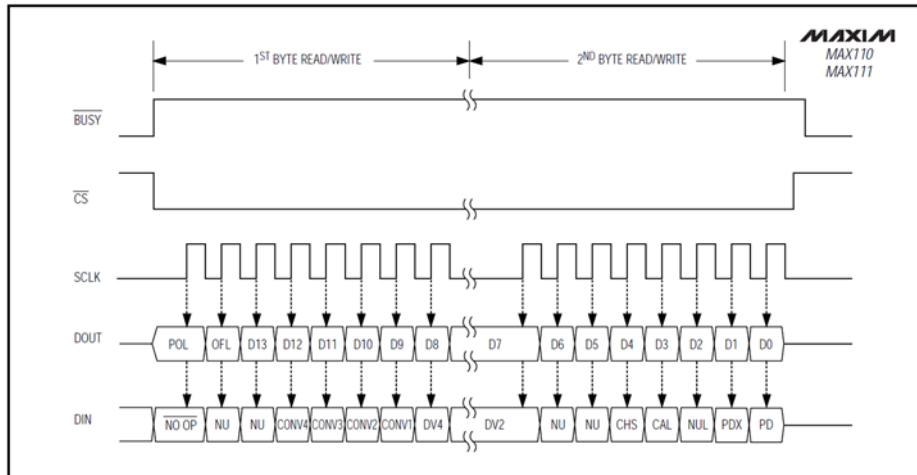 MAXIM
MAX110
MAX111
1ST BYTE READ/WRITE 2ND BYTE READ/WRITE
BUSY
CS
SCLK
DOUT POL OFL D13 D12 D11 D10 D9 D8 D7 D6 D5 D4 D3 D2 D1 D0
DIN NO OP NU NU CONV4 CONV3 CONV2 CONV1 DV4 DV2 NU NU CHS CAL NUL PDX PD